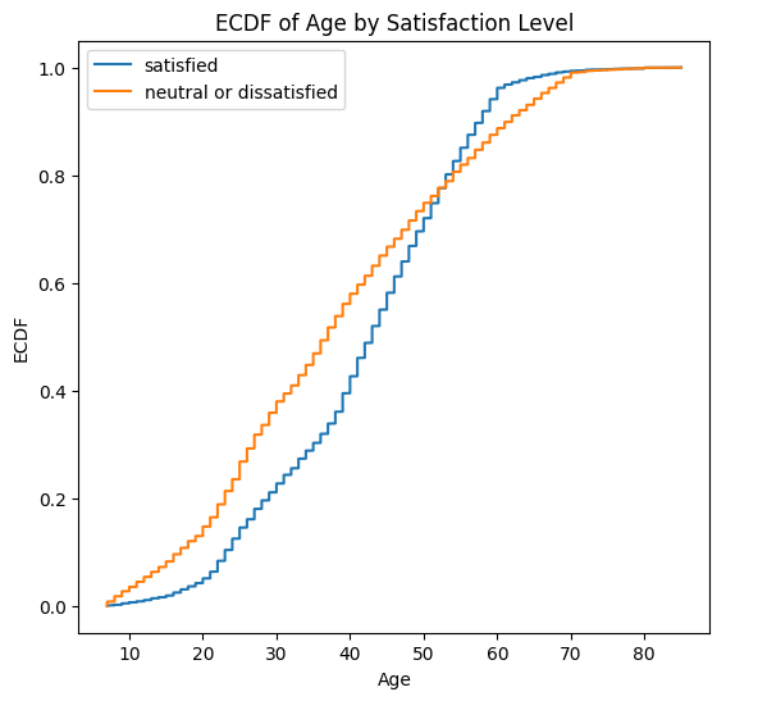 ECDF of Age by Satisfaction Level
satisfied
neutral or dissatisfied
1.0
0.8
0.6
0.4
0.2
0.0
ECDF
10 20 30 40 50 60 70 80
Age